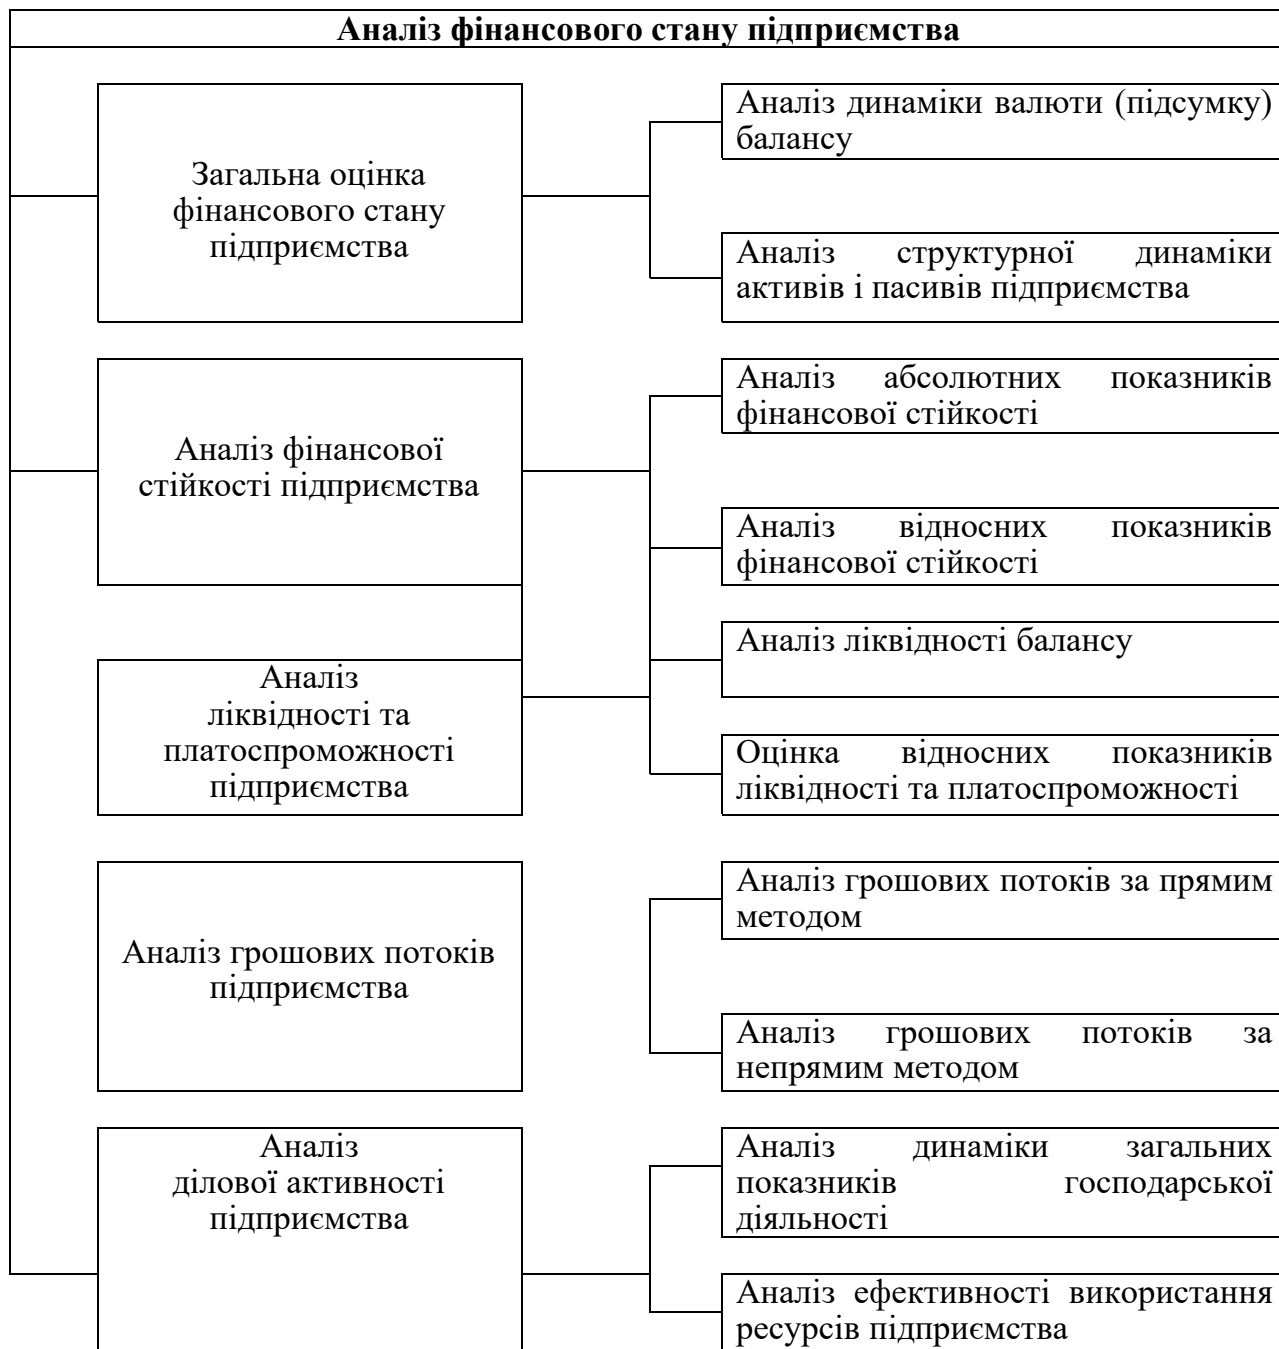 Аналіз фінансового стану підприємства
Загальна оцінка
фінансового стану
підприємства
Аналіз динаміки валюти (підсумку)
балансу
Аналіз структурної динаміки
активів і пасивів підприємства
Аналіз фінансової
стійкості підприємства
Аналіз абсолютних показників
фінансової стійкості
Аналіз відносних показників
фінансової стійкості
Аналіз
ліквідності та
платоспроможності
підприємства
Аналіз ліквідності балансу
Оцінка відносних показників
ліквідності та платоспроможності
Аналіз грошових потоків
підприємства
Аналіз грошових потоків за прямим
методом
Аналіз грошових потоків за
непрямим методом
Аналіз
ділової активності
підприємства
Аналіз динаміки загальних
показників господарської
діяльності
Аналіз ефективності використання
ресурсів підприємства